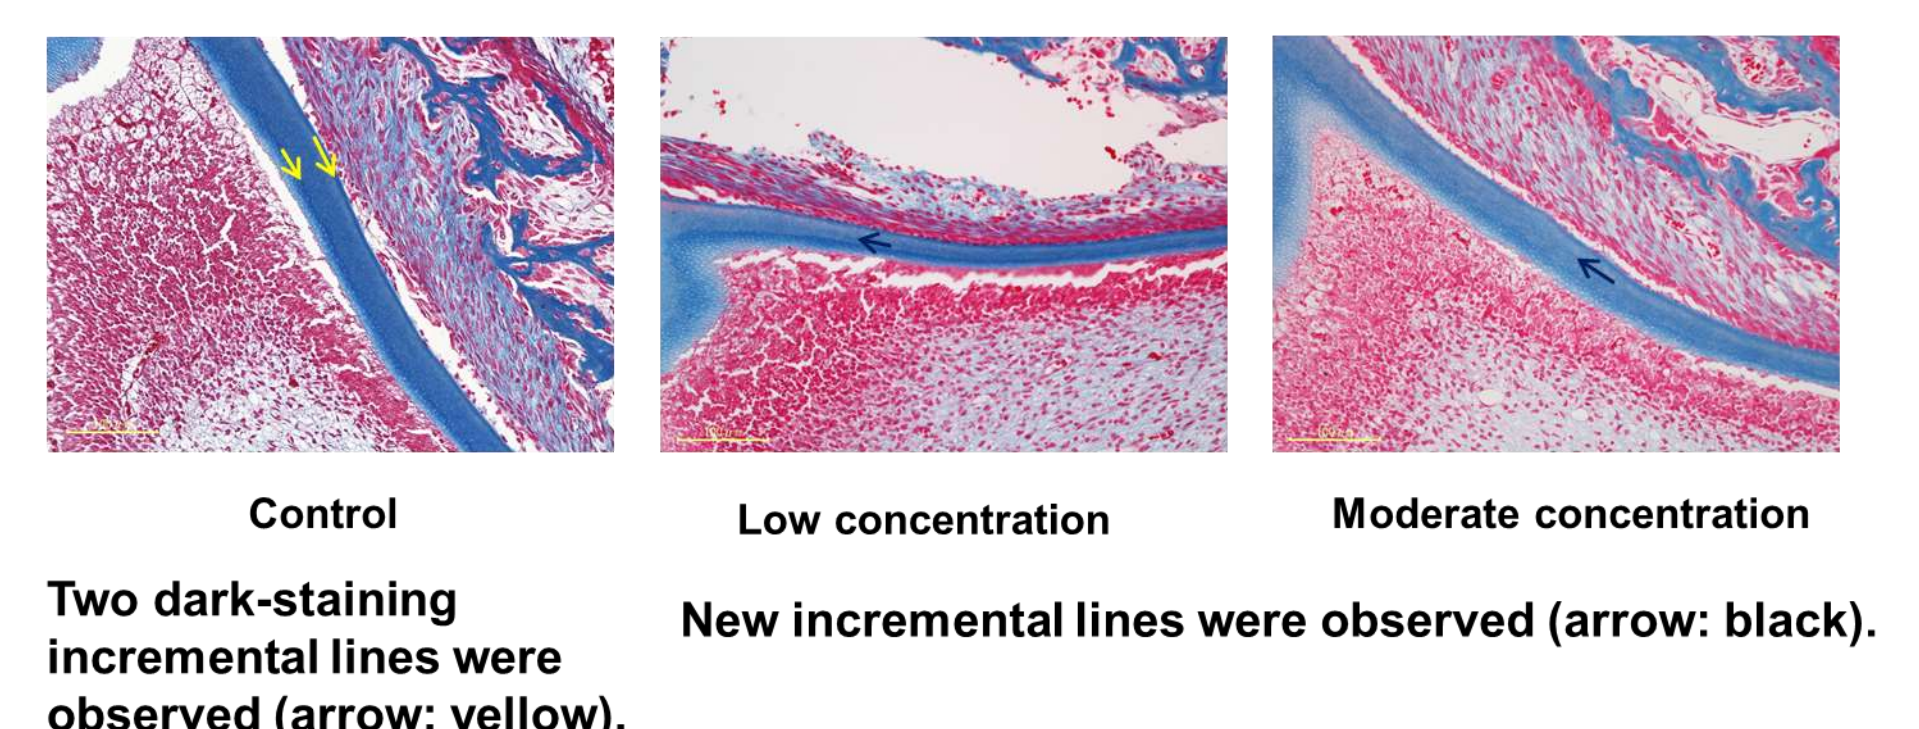 Control
Low concentration
Moderate concentration
Two dark-staining
incremental lines were
observed (arrow: yellow).
New incremental lines were observed (arrow: black).